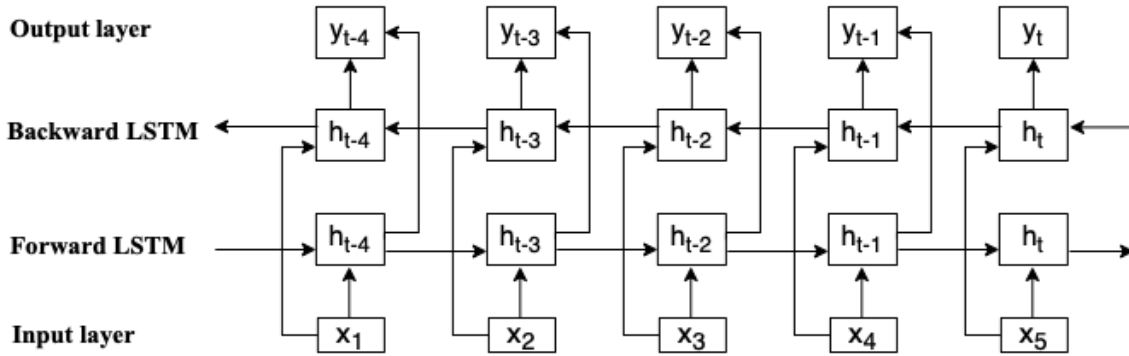 Output layer y_{t-4} y_{t-3} y_{t-2} y_{t-1} y_t
Backward LSTM h_{t-4} h_{t-3} h_{t-2} h_{t-1} h_t
Forward LSTM h_{t-4} h_{t-3} h_{t-2} h_{t-1} h_t
Input layer x_1 x_2 x_3 x_4 x_5